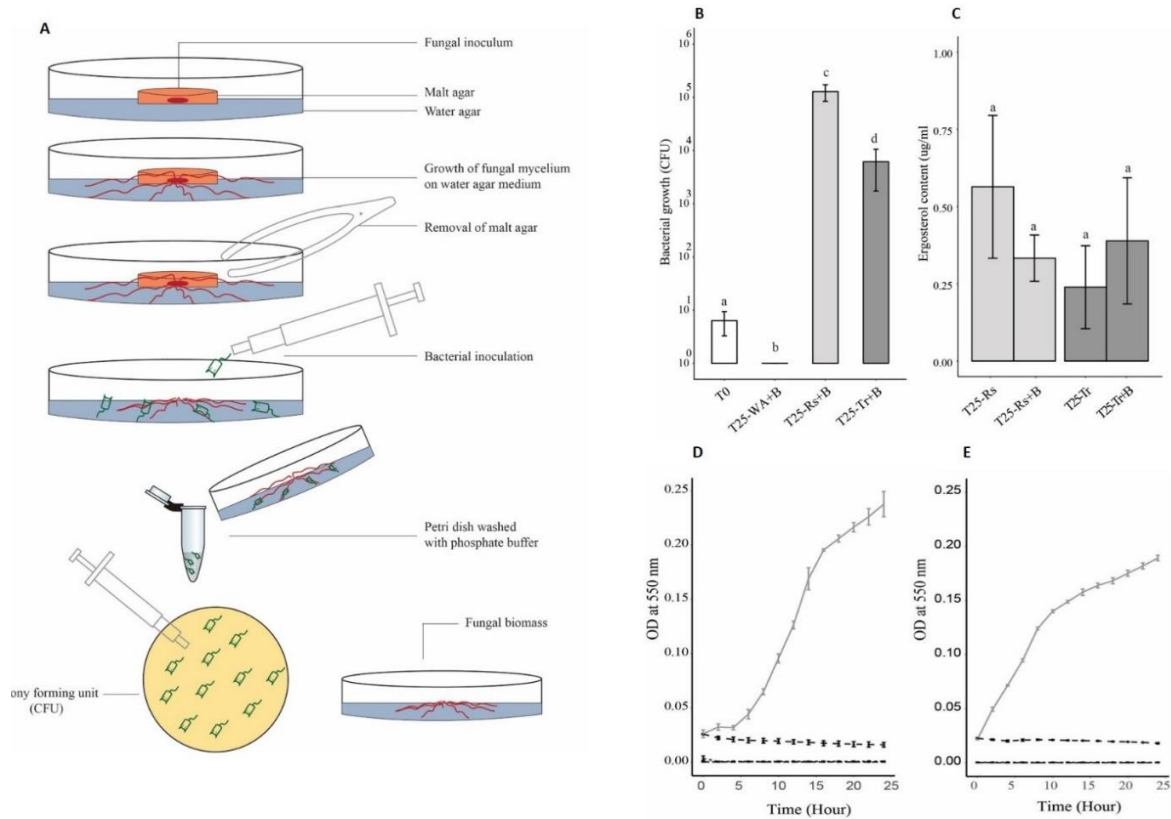 A
Fungal inoculum
Malt agar
Water agar
Growth of fungal mycelium
on water agar medium
Removal of malt agar
Bacterial inoculation
Petri dish washed
with phosphate buffer
Fungal biomass
ony forming unit
(CFU)
B
Bacterial growth (CFU)
10 6
10 5
10 4
10 3
10 2
10 1
10 0
a
b
c
d
T0
T25-WA+B
T25-Rs+B
T25-Tr+B
C
Ergosterol content (ug/ml
1.00
0.75
0.50
0.25
0.00
a
a
a
a
T25-Rs
T25-Rs+B
T25-Tr
T25-Tr+B
D
OD at 550 nm
0.25
0.20
0.15
0.10
0.05
0.00
0 5 10 15 20 25
Time (Hour)
E
OD at 550 nm
0.25
0.20
0.15
0.10
0.05
0.00
0 5 10 15 20 25
Time (Hour)